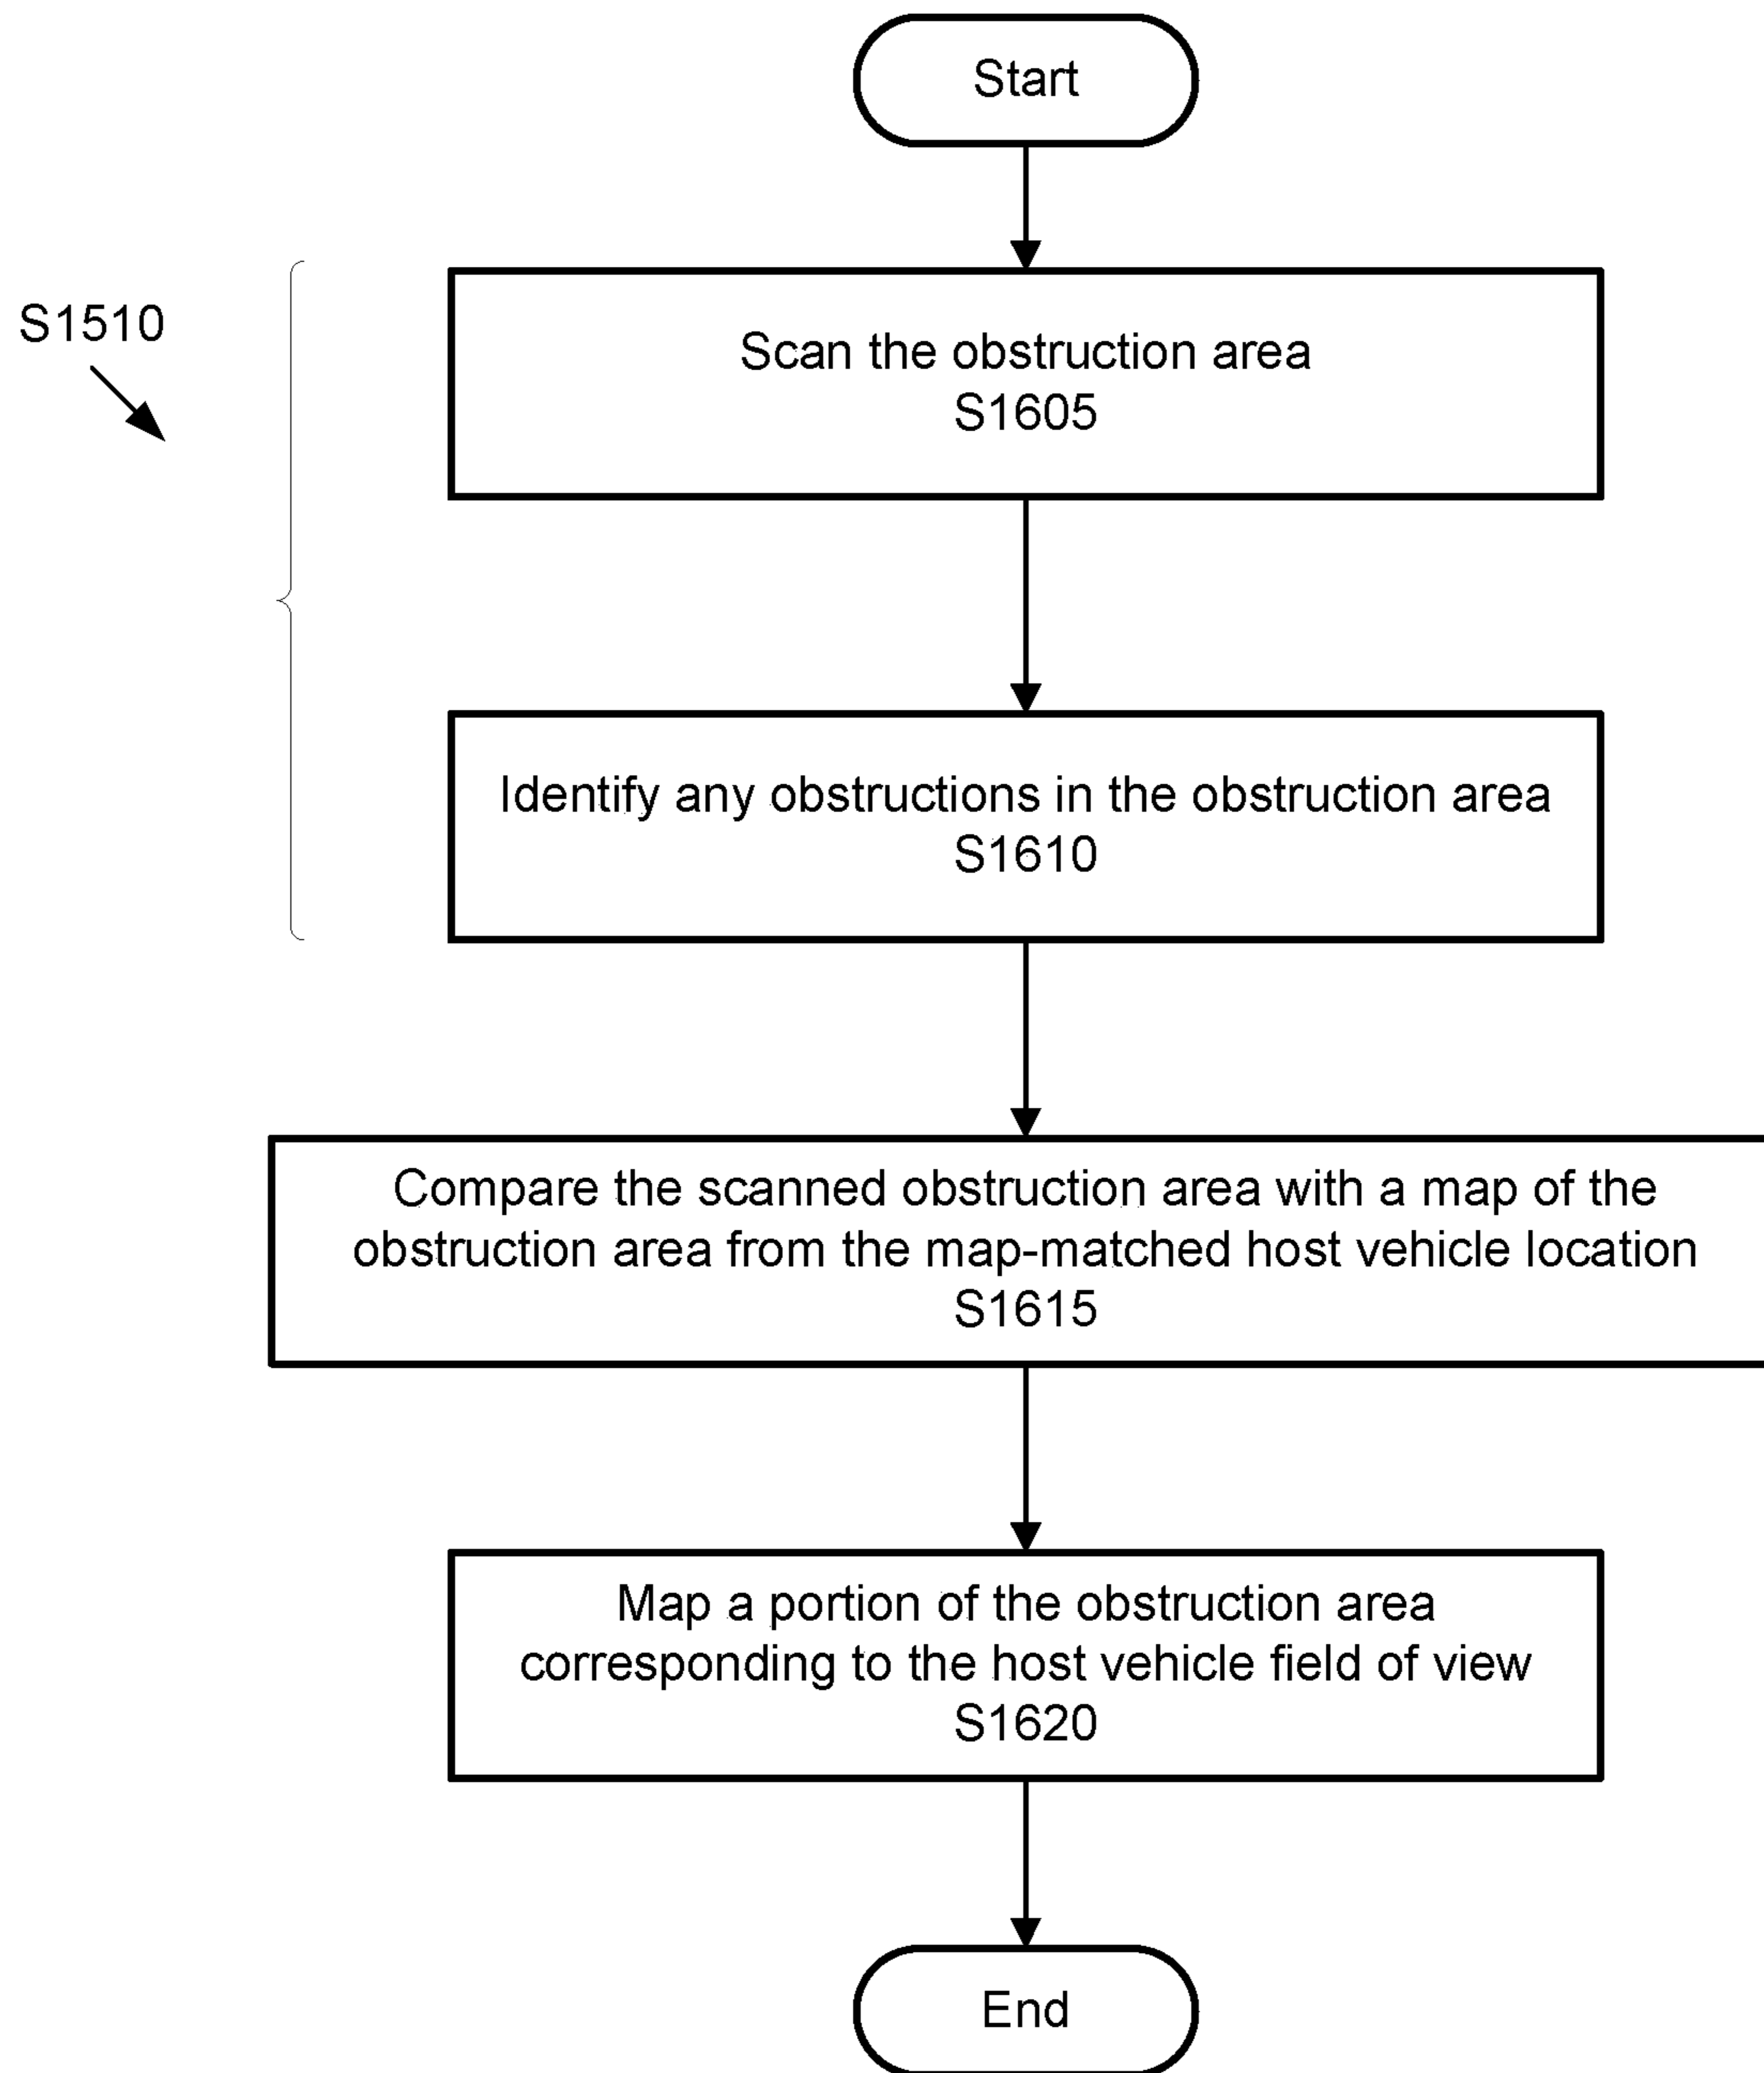 Start
S1510
Scan the obstruction area
S1605
Identify any obstructions in the obstruction area
S1610
Compare the scanned obstruction area with a map of the
obstruction area from the map-matched host vehicle location
S1615
Map a portion of the obstruction area
corresponding to the host vehicle field of view
S1620
End